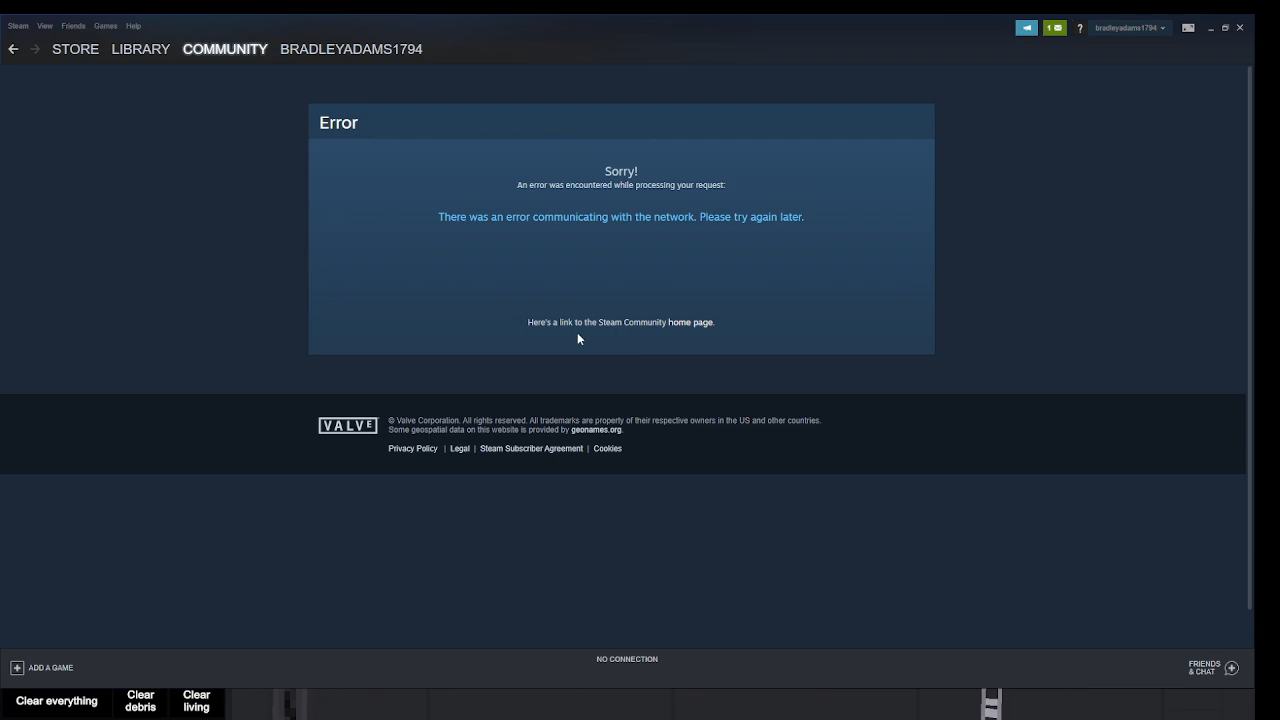 Steam View Friends Games Help
1 ? bradleyadams1794
STORE LIBRARY COMMUNITY BRADLEYADAMS1794
Error
Sorry!
An error was encountered while processing your request:
There was an error communicating with the network. Please try again later.
Here's a link to the Steam Community home page.
VALVE
© Valve Corporation. All rights reserved. All trademarks are property of their respective owners in the US and other countries.
Some geospatial data on this website is provided by geonames.org.
Privacy Policy | Legal | Steam Subscriber Agreement | Cookies
NO CONNECTION
ADD A GAME
FRIENDS
& CHAT
Clear everything
Clear
debris
Clear
living